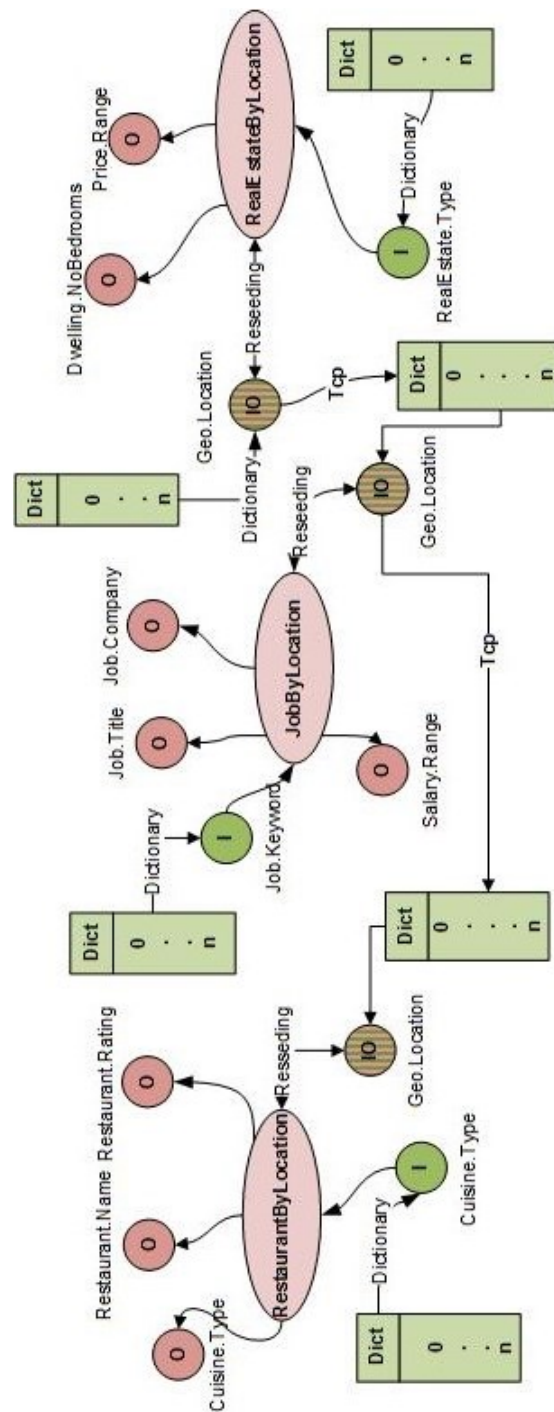 Restaurant.Name Restaurant.Rating
O
O
O
Cuisine.Type
RestaurantByLocation
Resseding
IO
Geo.Location
I
Cuisine.Type
Dictionary
Dict
0
.
.
n
Dict
0
.
.
n
Dictionary
I
Job.Keyword
Job.Title
O
Job.Company
O
JobByLocation
O
Salary.Range
Reseeding
IO
Geo.Location
Tcp
Dict
0
.
.
.
n
Dict
0
.
.
n
Dictionary
Geo.Location
IO
Tcp
Dict
0
.
.
.
n
Reseeding
Dwelling.NoBedrooms
O
Price.Range
O
RealEstateByLocation
I
RealEstate.Type
Dictionary
Dict
0
.
.
n